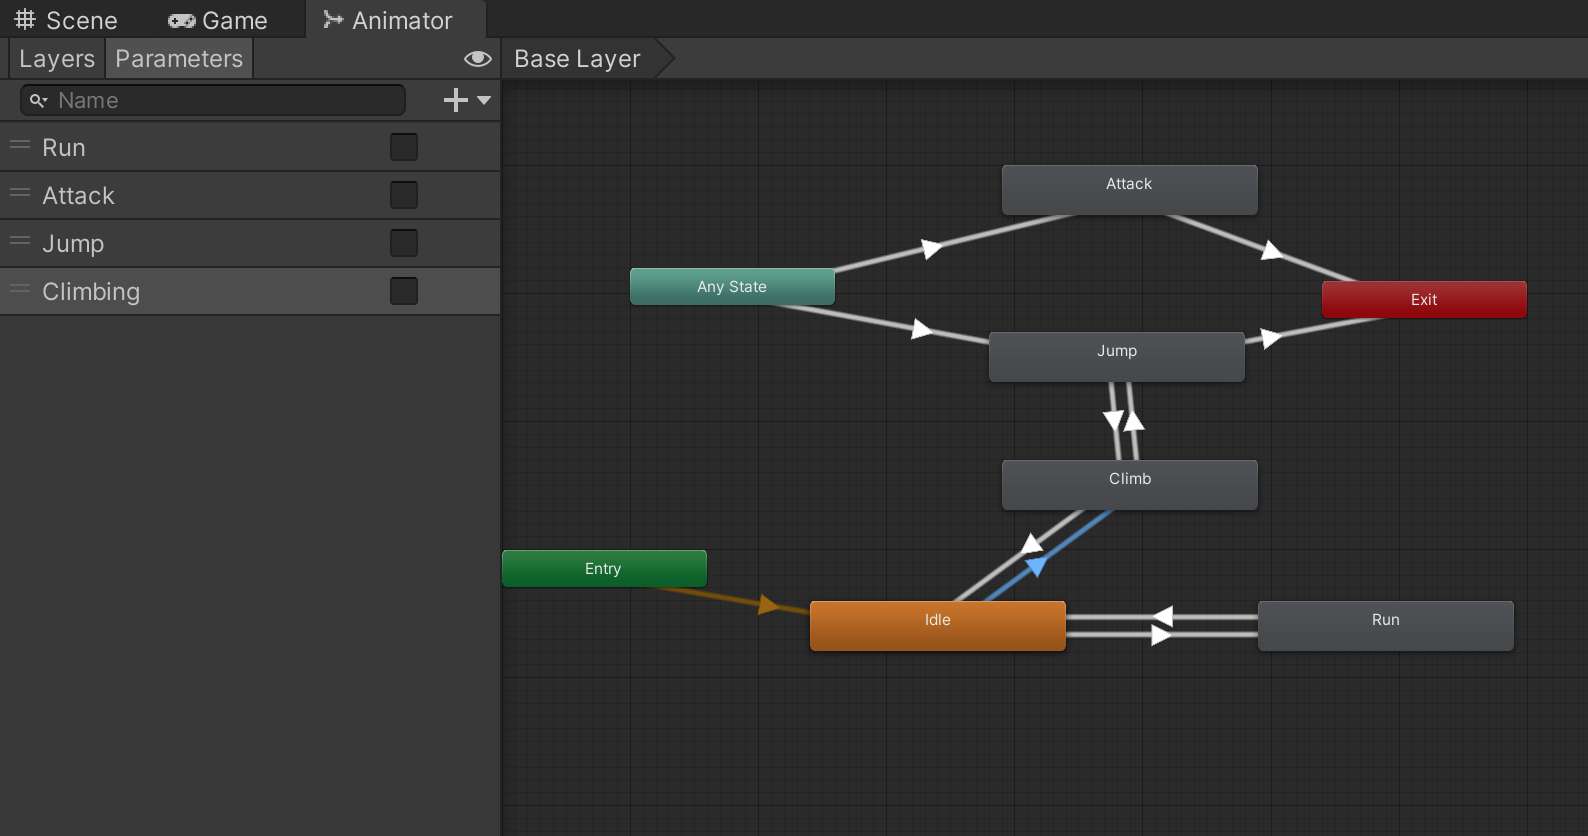 Scene Game Animator
Layers Parameters
Base Layer
Name
Run
Attack
Jump
Climbing
Attack
Any State
Exit
Jump
Climb
Entry
Idle
Run